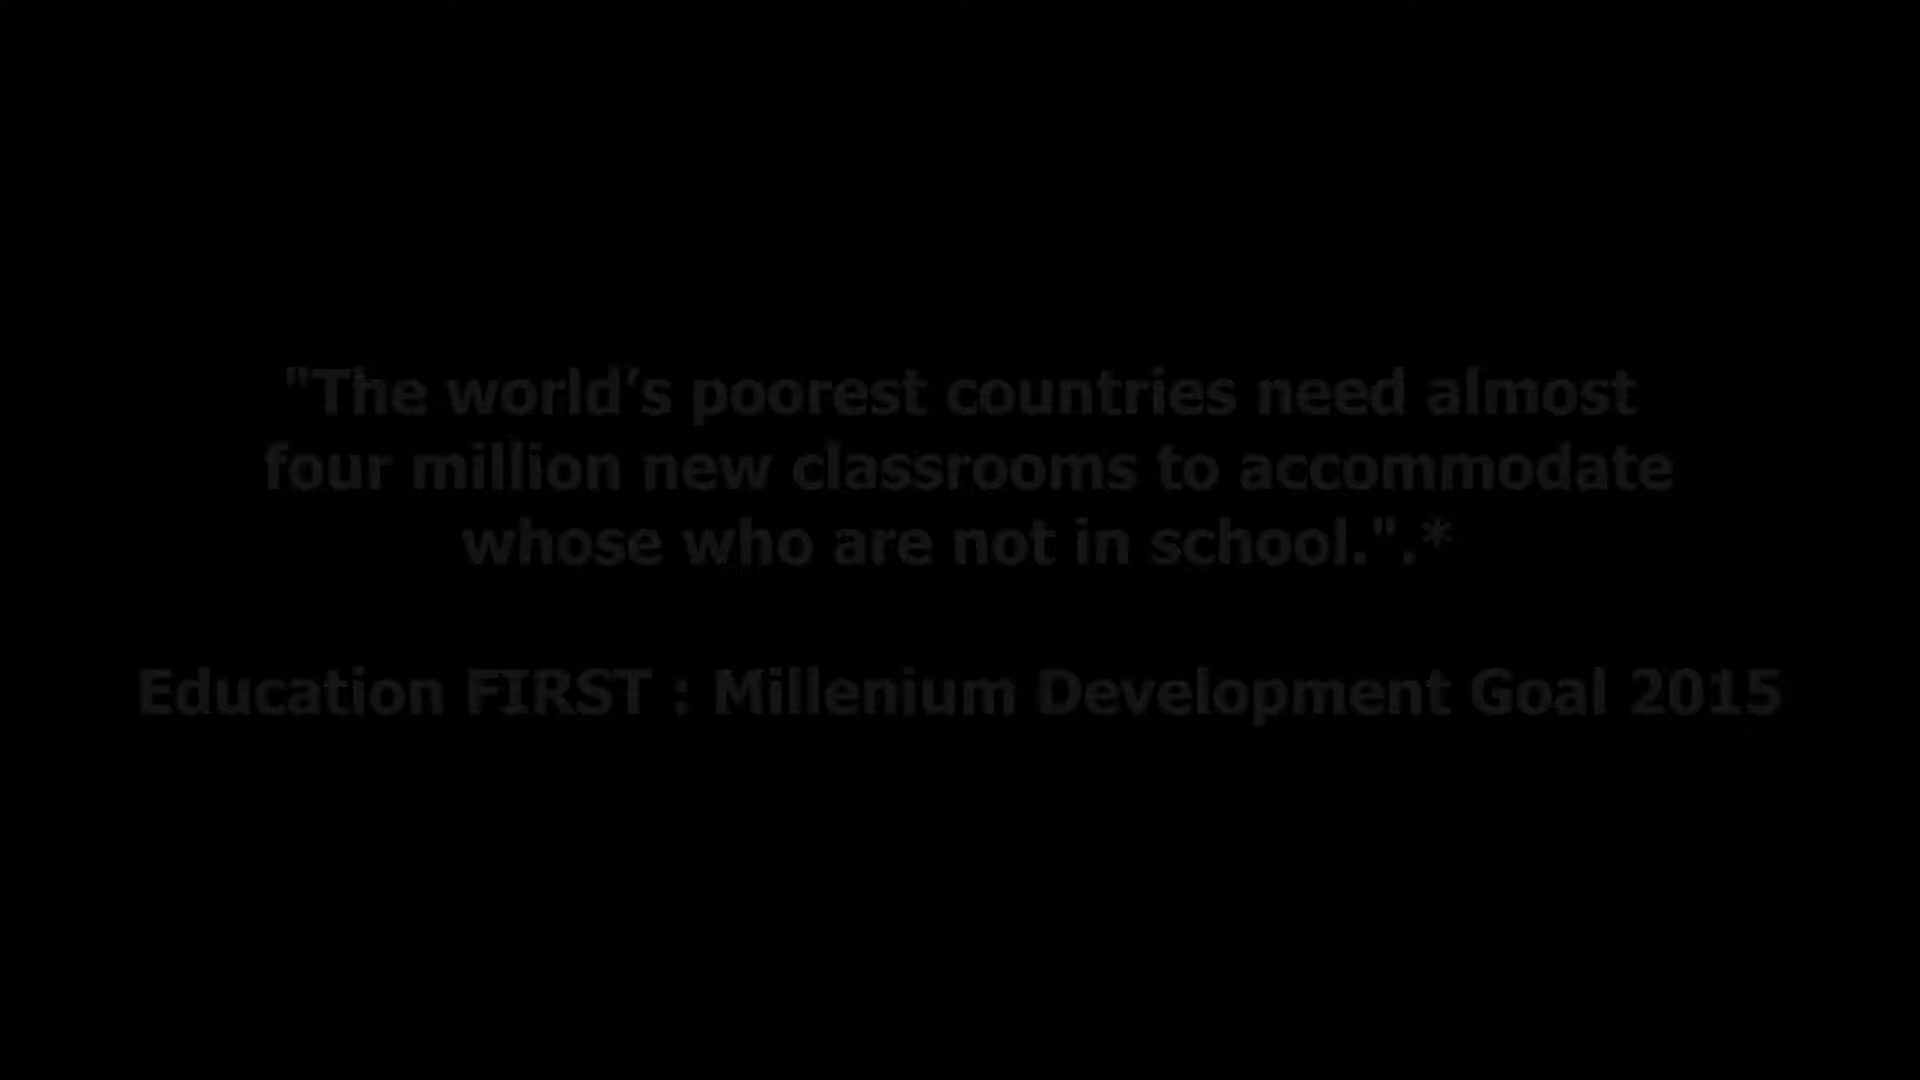 "The world’s poorest countries need almost
four million new classrooms to accommodate
whose who are not in school.".*
Education FIRST : Millenium Development Goal 2015